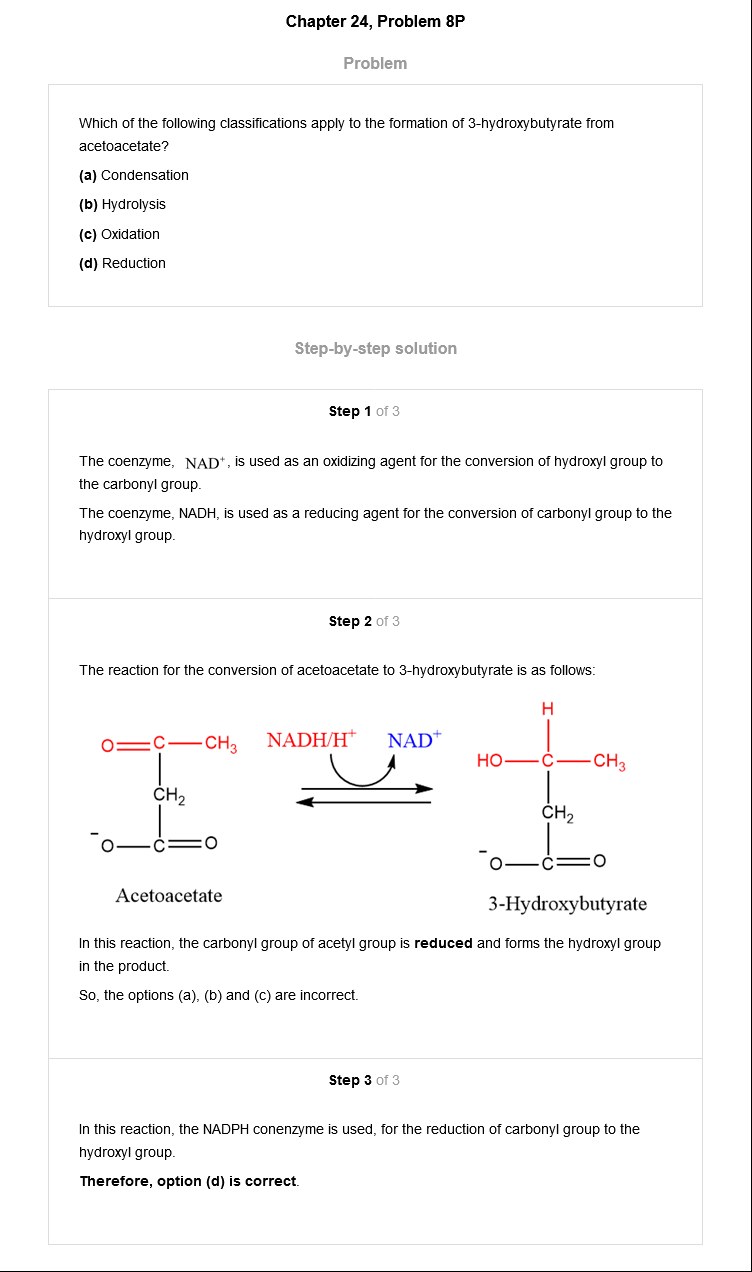 Chapter 24, Problem 8P
Problem
Which of the following classifications apply to the formation of 3-hydroxybutyrate from
acetoacetate?
(a) Condensation
(b) Hydrolysis
(c) Oxidation
(d) Reduction
Step-by-step solution
Step 1 of 3
The coenzyme, NAD⁺, is used as an oxidizing agent for the conversion of hydroxyl group to
the carbonyl group.
The coenzyme, NADH, is used as a reducing agent for the conversion of carbonyl group to the
hydroxyl group.
Step 2 of 3
The reaction for the conversion of acetoacetate to 3-hydroxybutyrate is as follows:
O=C—CH₃
CH₂
⁻O—C=O
Acetoacetate
NADH/H⁺ NAD⁺
H
HO—C—CH₃
CH₂
⁻O—C=O
3-Hydroxybutyrate
In this reaction, the carbonyl group of acetyl group is reduced and forms the hydroxyl group
in the product.
So, the options (a), (b) and (c) are incorrect.
Step 3 of 3
In this reaction, the NADPH conenzyme is used, for the reduction of carbonyl group to the
hydroxyl group.
Therefore, option (d) is correct.